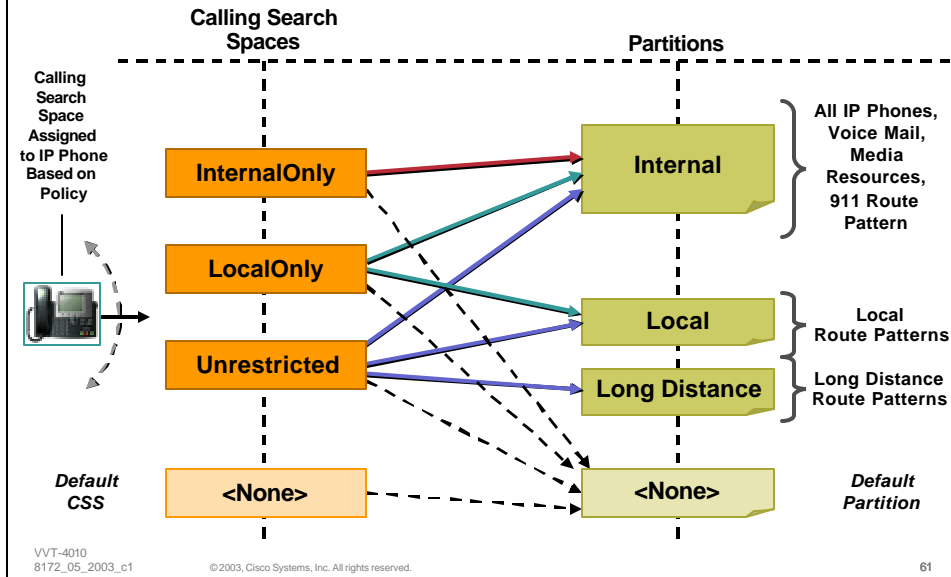 Calling Search
Spaces
Partitions
Calling
Search
Space
Assigned
to IP Phone
Based on
Policy
InternalOnly
Internal
All IP Phones,
Voice Mail,
Media
Resources,
911 Route
Pattern
LocalOnly
Local
Local
Route Patterns
Unrestricted
Long Distance
Long Distance
Route Patterns
Default
CSS
<None>
<None>
Default
Partition
VVT-4010
8172_05_2003_c1
© 2003, Cisco Systems, Inc. All rights reserved.
61